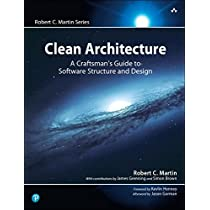 Robert C. Martin Series
Clean Architecture
A Craftsman's Guide to
Software Structure and Design
Robert C. Martin
With contributions by James Grenning and Simon Brown
Foreword by Kevlin Henney
Afterword by Jason Gorman
P